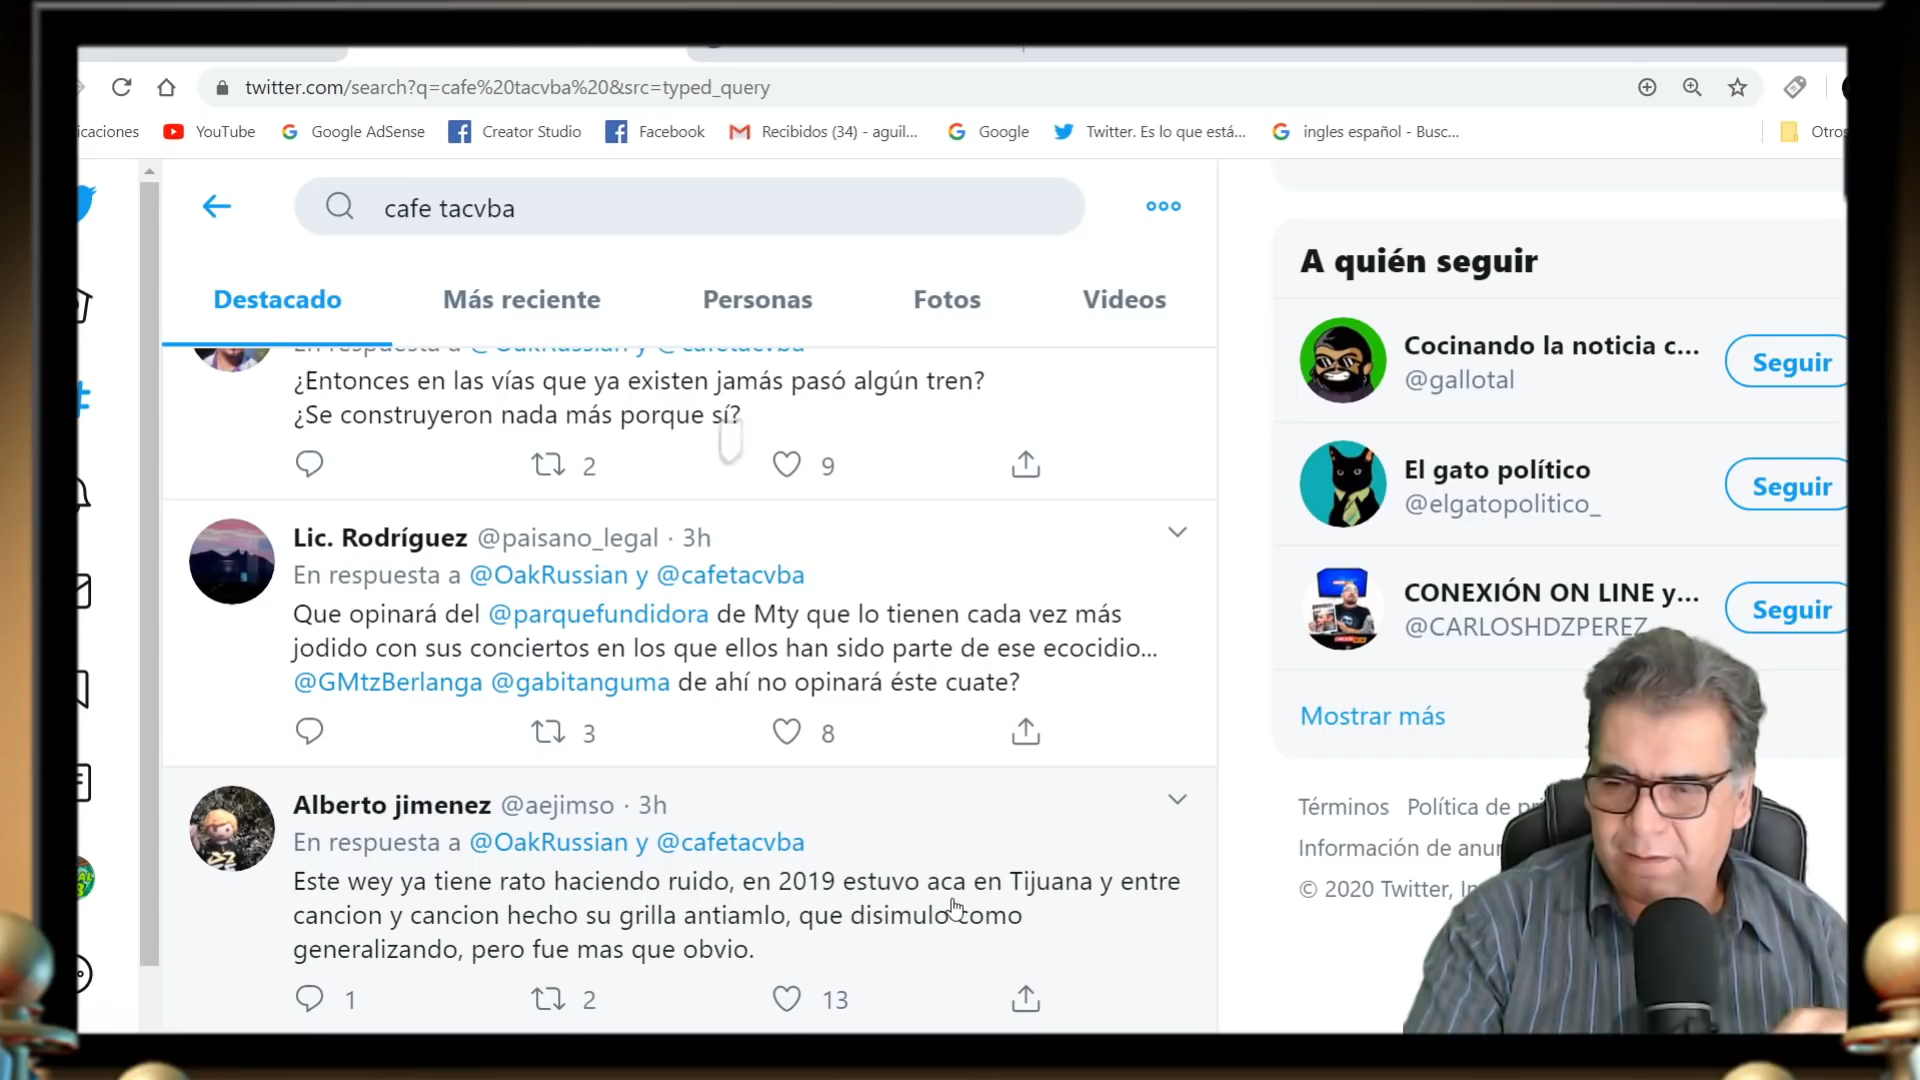 twitter.com/search?q=cafe%20tacvba%20&src=typed_query
icaciones YouTube Google AdSense Creator Studio Facebook Recibidos (34) - aguil... Google Twitter. Es lo que está... ingles español - Busc... Otros
cafe tacvba
Destacado Más reciente Personas Fotos Videos
En respuesta a @OakRussian y @cafetacvba
¿Entonces en las vías que ya existen jamás pasó algún tren?
¿Se construyeron nada más porque sí?
2 9
Lic. Rodríguez @paisano_legal · 3h
En respuesta a @OakRussian y @cafetacvba
Que opinará del @parquefundidora de Mty que lo tienen cada vez más
jodido con sus conciertos en los que ellos han sido parte de ese ecocidio...
@GMtzBerlanga @gabitanguma de ahí no opinará éste cuate?
3 8
Alberto jimenez @aejimso · 3h
En respuesta a @OakRussian y @cafetacvba
Este wey ya tiene rato haciendo ruido, en 2019 estuvo aca en Tijuana y entre
cancion y cancion hecho su grilla antiamlo, que disimulo como
generalizando, pero fue mas que obvio.
1 2 13
A quién seguir
Cocinando la noticia c...
@gallotal
Seguir
El gato político
@elgatopolitico_
Seguir
CONEXIÓN ON LINE y...
@CARLOSHDZPEREZ
Seguir
Mostrar más
Términos Política de pr
Información de anun
© 2020 Twitter, In